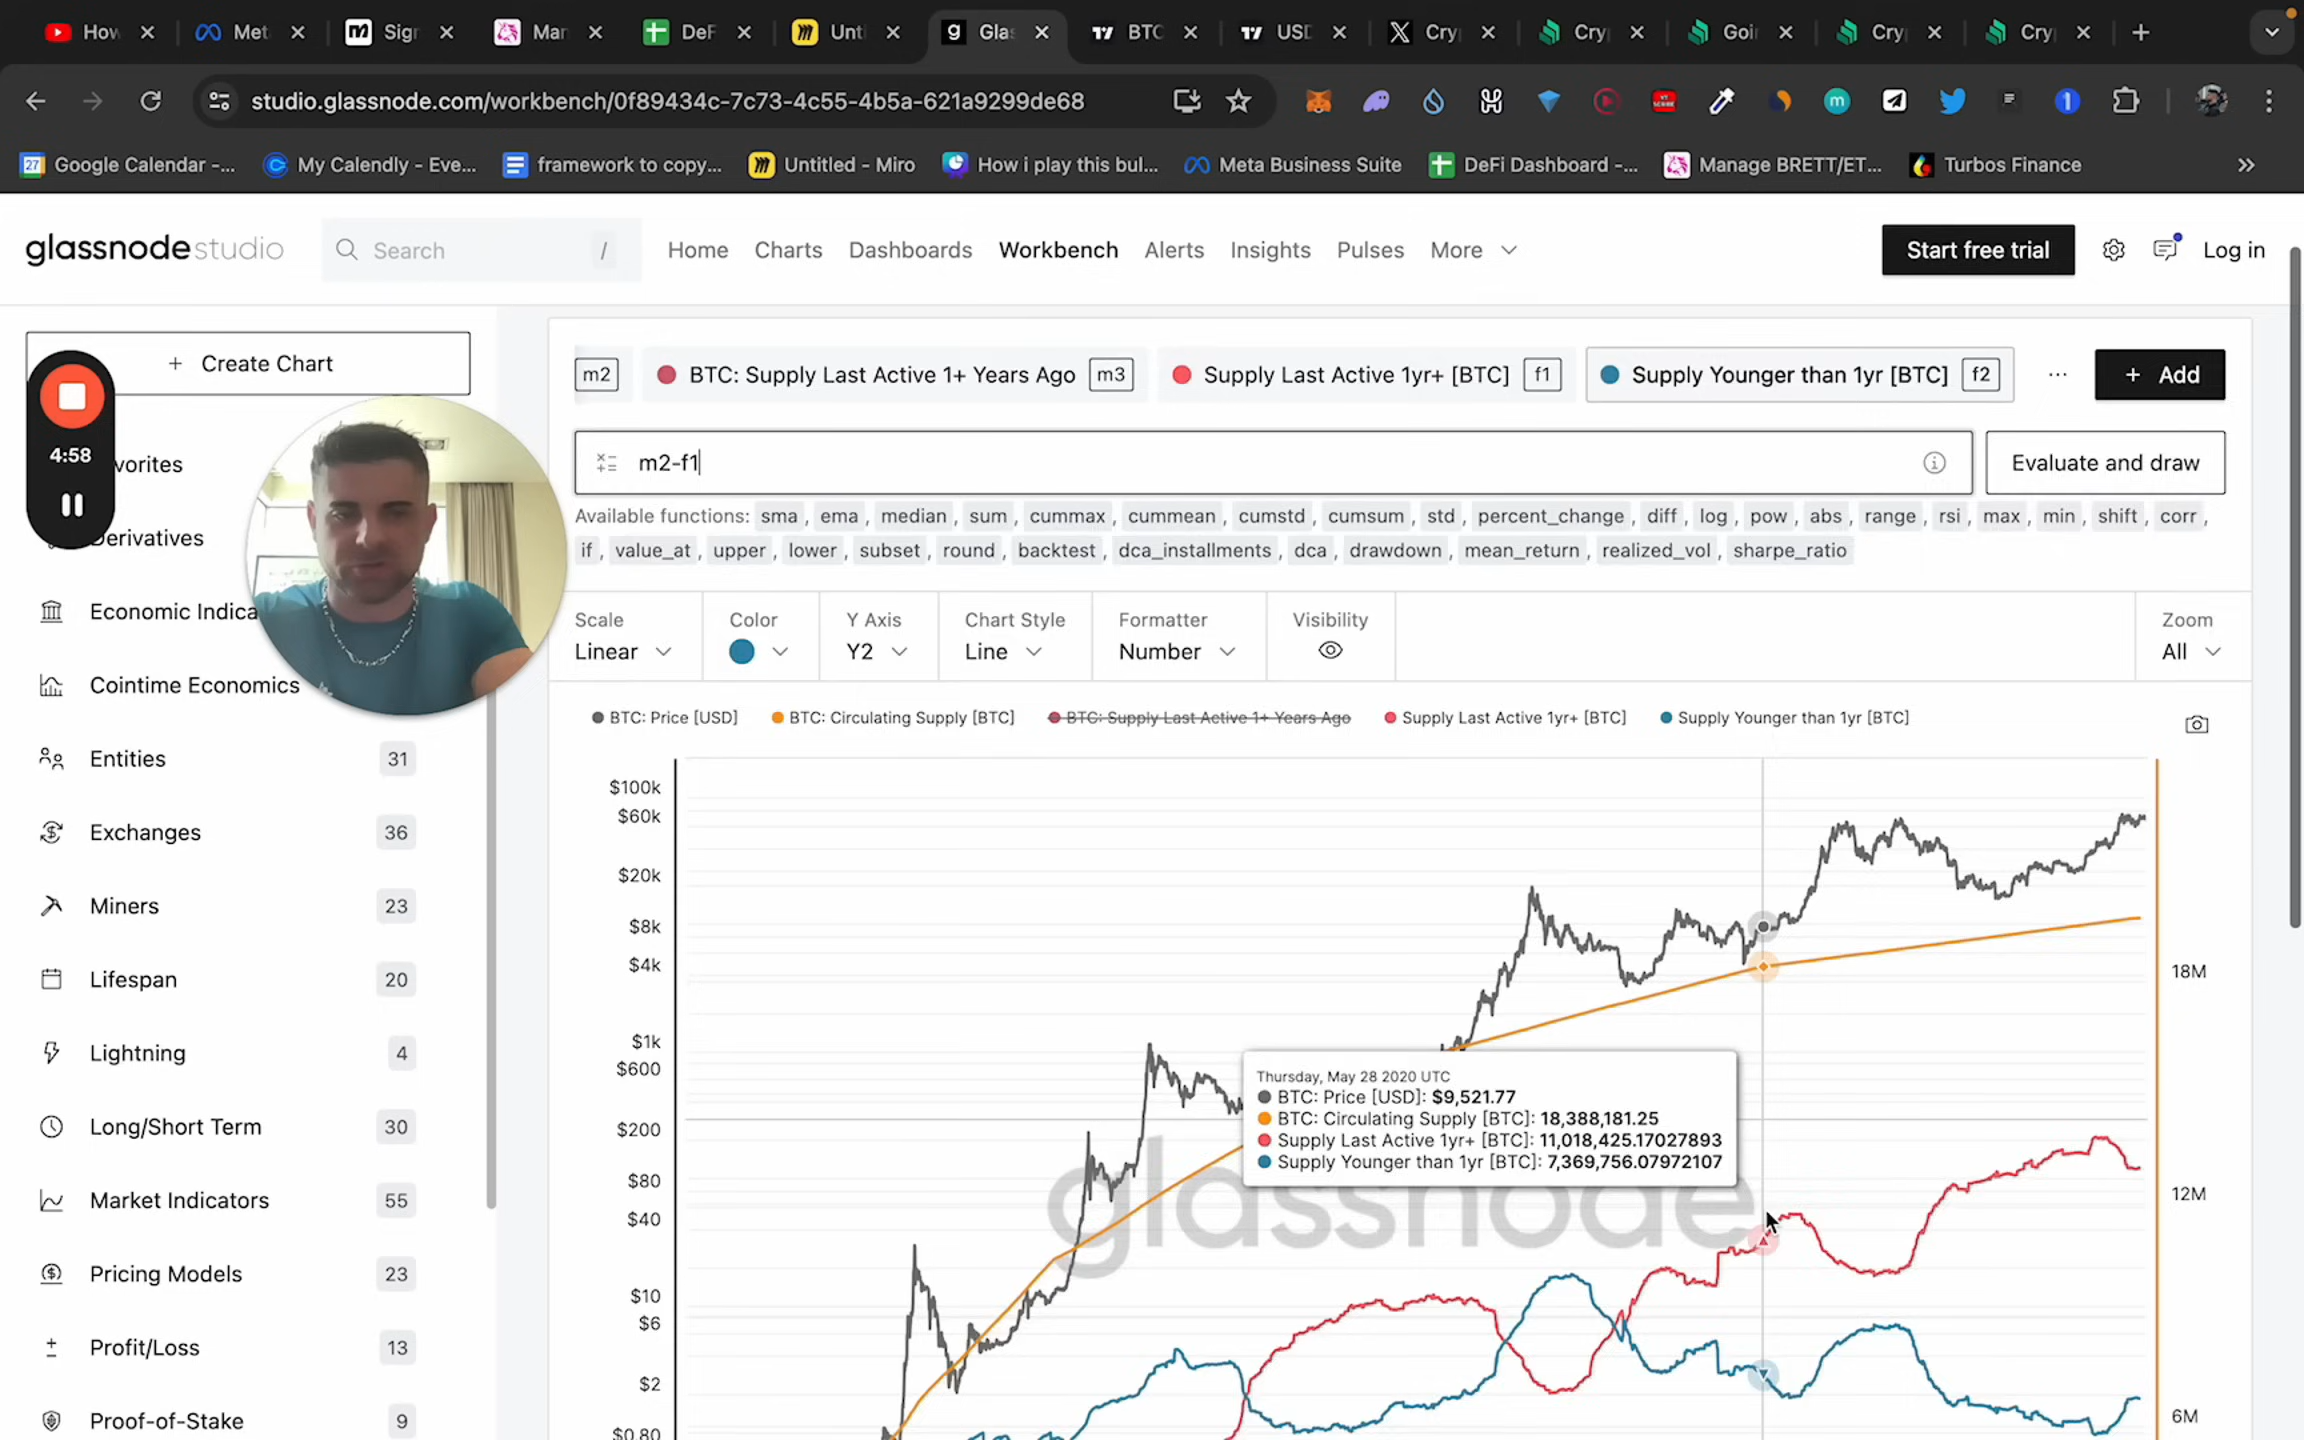 How
Met
Sign
Man
DeF
Unti
Glas
BTC
USD
Cry
Cry
Goin
Cry
Cry
studio.glassnode.com/workbench/0f89434c-7c73-4c55-4b5a-621a9299de68
Google Calendar -...
My Calendly - Eve...
framework to copy...
Untitled - Miro
How i play this bul...
Meta Business Suite
DeFi Dashboard -...
Manage BRETT/ET...
Turbos Finance
glassnode studio
Search /
Home
Charts
Dashboards
Workbench
Alerts
Insights
Pulses
More
Start free trial
Log in
+ Create Chart
4:58
vorites
Derivatives
Economic Indica
Cointime Economics
Entities 31
Exchanges 36
Miners 23
Lifespan 20
Lightning 4
Long/Short Term 30
Market Indicators 55
Pricing Models 23
Profit/Loss 13
Proof-of-Stake 9
m2
BTC: Supply Last Active 1+ Years Ago m3
Supply Last Active 1yr+ [BTC] f1
Supply Younger than 1yr [BTC] f2
...
+ Add
m2-f1
Evaluate and draw
Available functions: sma , ema , median , sum , cummax , cummean , cumstd , cumsum , std , percent_change , diff , log , pow , abs , range , rsi , max , min , shift , corr ,
if , value_at , upper , lower , subset , round , backtest , dca_installments , dca , drawdown , mean_return , realized_vol , sharpe_ratio
Scale
Linear
Color
Y Axis
Y2
Chart Style
Line
Formatter
Number
Visibility
Zoom
All
BTC: Price [USD]
BTC: Circulating Supply [BTC]
BTC: Supply Last Active 1+ Years Ago
Supply Last Active 1yr+ [BTC]
Supply Younger than 1yr [BTC]
$100k
$60k
$20k
$8k
$4k
$1k
$600
$200
$80
$40
$10
$6
$2
$0.80
18M
12M
6M
Thursday, May 28 2020 UTC
BTC: Price [USD]: $9,521.77
BTC: Circulating Supply [BTC]: 18,388,181.25
Supply Last Active 1yr+ [BTC]: 11,018,425.17027893
Supply Younger than 1yr [BTC]: 7,369,756.07972107
glassnode